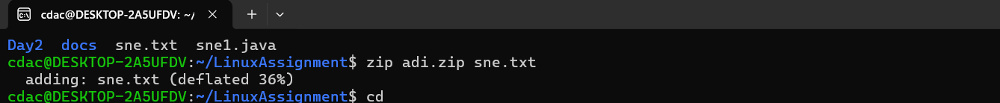 cdac@DESKTOP-2A5UFDV: ~/
Day2 docs sne.txt sne1.java
cdac@DESKTOP-2A5UFDV:~/LinuxAssignment$ zip adi.zip sne.txt
  adding: sne.txt (deflated 36%)
cdac@DESKTOP-2A5UFDV:~/LinuxAssignment$ cd